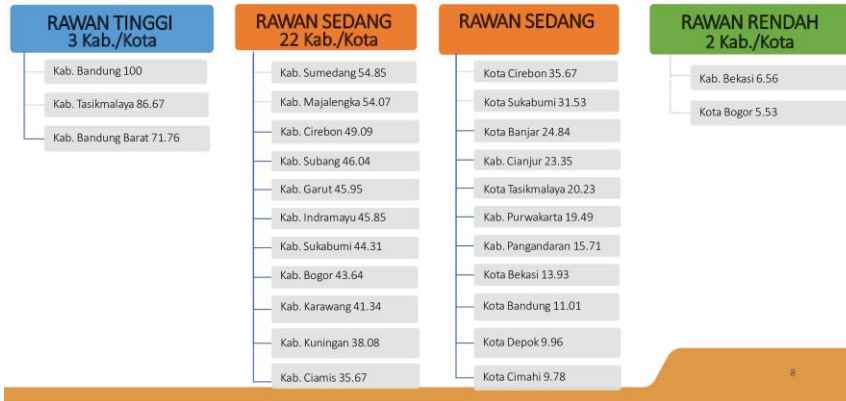 RAWAN TINGGI
3 Kab./Kota
Kab. Bandung 100
Kab. Tasikmalaya 86.67
Kab. Bandung Barat 71.76
RAWAN SEDANG
22 Kab./Kota
Kab. Sumedang 54.85
Kab. Majalengka 54.07
Kab. Cirebon 49.09
Kab. Subang 46.04
Kab. Garut 45.95
Kab. Indramayu 45.85
Kab. Sukabumi 44.31
Kab. Bogor 43.64
Kab. Karawang 41.34
Kab. Kuningan 38.08
Kab. Ciamis 35.67
RAWAN SEDANG
Kota Cirebon 35.67
Kota Sukabumi 31.53
Kota Banjar 24.84
Kab. Cianjur 23.35
Kota Tasikmalaya 20.23
Kab. Purwakarta 19.49
Kab. Pangandaran 15.71
Kota Bekasi 13.93
Kota Bandung 11.01
Kota Depok 9.96
Kota Cimahi 9.78
RAWAN RENDAH
2 Kab./Kota
Kab. Bekasi 6.56
Kota Bogor 5.53
8